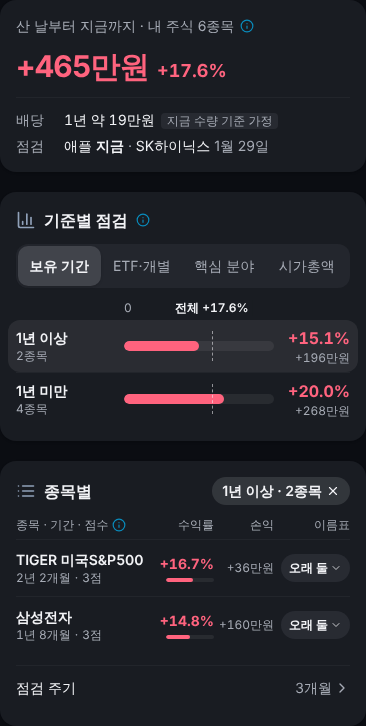 산 날부터 지금까지 · 내 주식 6종목
+465만원 +17.6%
배당 1년 약 19만원 지금 수량 기준 가정
점검 애플 지금 · SK하이닉스 1월 29일
기준별 점검
보유 기간 ETF·개별 핵심 분야 시가총액
0 전체 +17.6%
1년 이상 +15.1%
2종목 +196만원
1년 미만 +20.0%
4종목 +268만원
종목별 1년 이상 · 2종목 ×
종목 · 기간 · 점수 수익률 손익 이름표
TIGER 미국S&P500 +16.7% +36만원 오래 둘
2년 2개월 · 3점
삼성전자 +14.8% +160만원 오래 둘
1년 8개월 · 3점
점검 주기 3개월